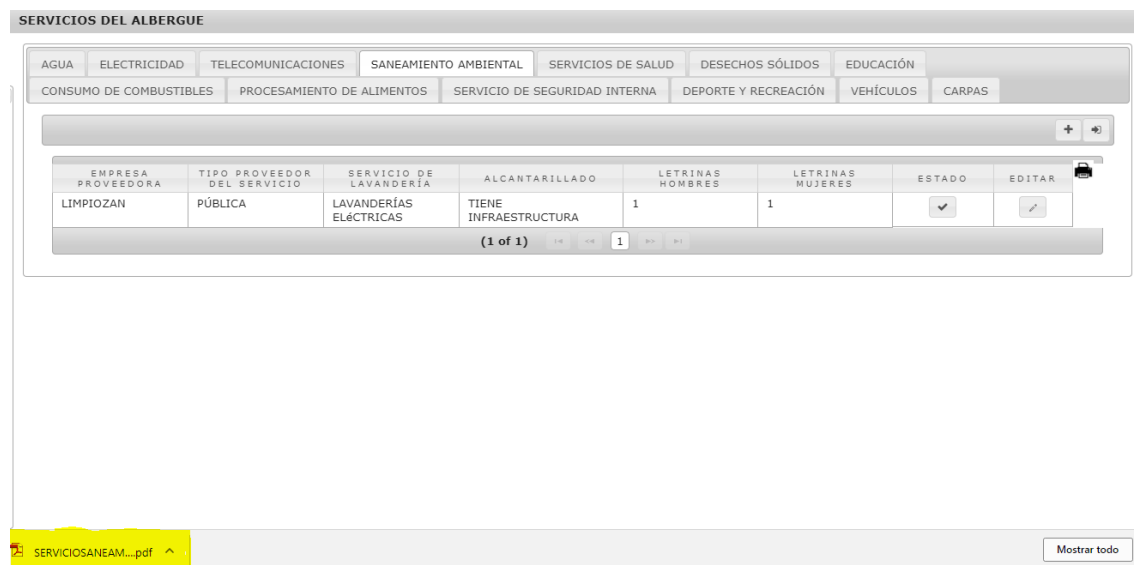 SERVICIOS DEL ALBERGUE
AGUA ELECTRICIDAD TELECOMUNICACIONES SANEAMIENTO AMBIENTAL SERVICIOS DE SALUD DESECHOS SÓLIDOS EDUCACIÓN
CONSUMO DE COMBUSTIBLES PROCESAMIENTO DE ALIMENTOS SERVICIO DE SEGURIDAD INTERNA DEPORTE Y RECREACIÓN VEHÍCULOS CARPAS
EMPRESA PROVEEDORA TIPO PROVEEDOR DEL SERVICIO SERVICIO DE LAVANDERÍA ALCANTARILLADO LETRINAS HOMBRES LETRINAS MUJERES ESTADO EDITAR
LIMPIOZAN PÚBLICA LAVANDERÍAS ELéCTRICAS TIENE INFRAESTRUCTURA 1 1
(1 of 1) 1
SERVICIOSANEAM....pdf Mostrar todo